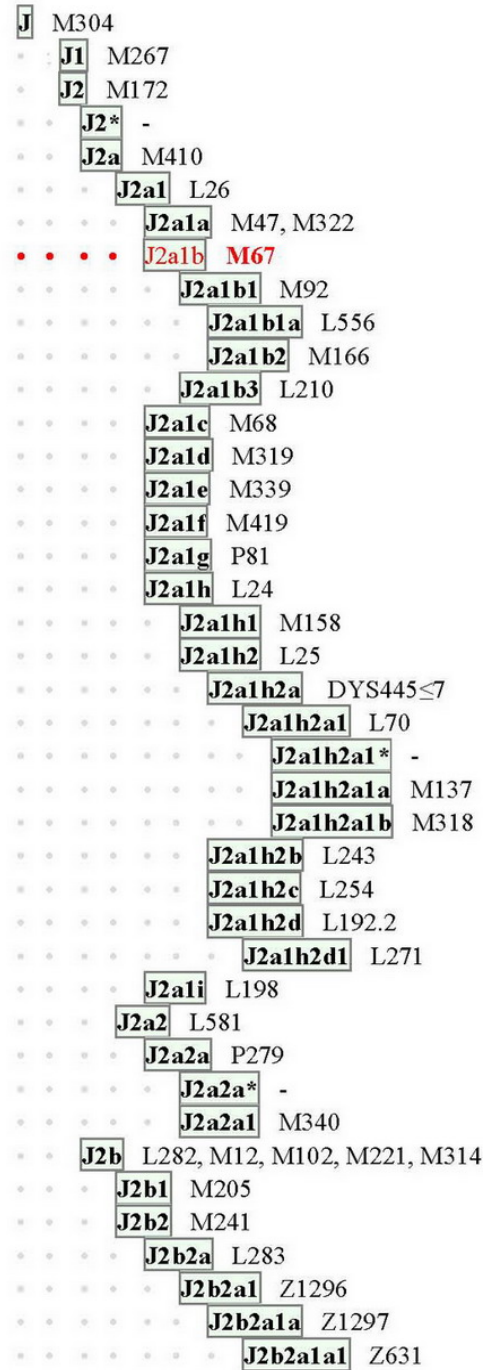 J M304
J1 M267
J2 M172
J2* -
J2a M410
J2a1 L26
J2a1a M47, M322
J2a1b M67
J2a1b1 M92
J2a1b1a L556
J2a1b2 M166
J2a1b3 L210
J2a1c M68
J2a1d M319
J2a1e M339
J2a1f M419
J2a1g P81
J2a1h L24
J2a1h1 M158
J2a1h2 L25
J2a1h2a DYS445≤7
J2a1h2a1 L70
J2a1h2a1* -
J2a1h2a1a M137
J2a1h2a1b M318
J2a1h2b L243
J2a1h2c L254
J2a1h2d L192.2
J2a1h2d1 L271
J2a1i L198
J2a2 L581
J2a2a P279
J2a2a* -
J2a2a1 M340
J2b L282, M12, M102, M221, M314
J2b1 M205
J2b2 M241
J2b2a L283
J2b2a1 Z1296
J2b2a1a Z1297
J2b2a1a1 Z631